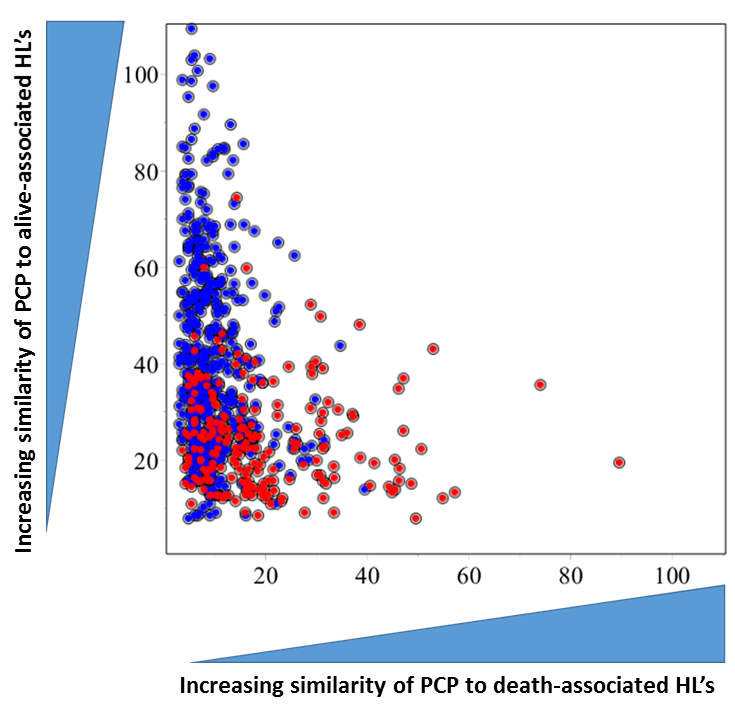 Increasing similarity of PCP to alive-associated HL's
100
80
60
40
20
20 40 60 80 100
Increasing similarity of PCP to death-associated HL's